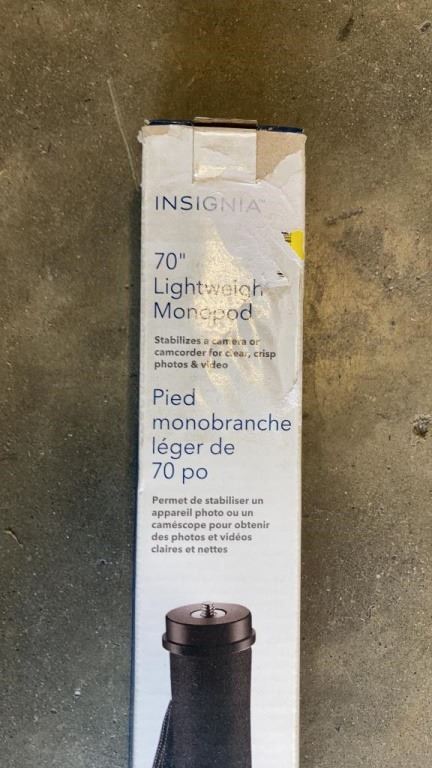 INSIGNIA™
70"
Lightweigh
Monopod
Stabilizes a camera or
camcorder for clear, crisp
photos & video
Pied
monobranche
léger de
70 po
Permet de stabiliser un
appareil photo ou un
caméscope pour obtenir
des photos et vidéos
claires et nettes